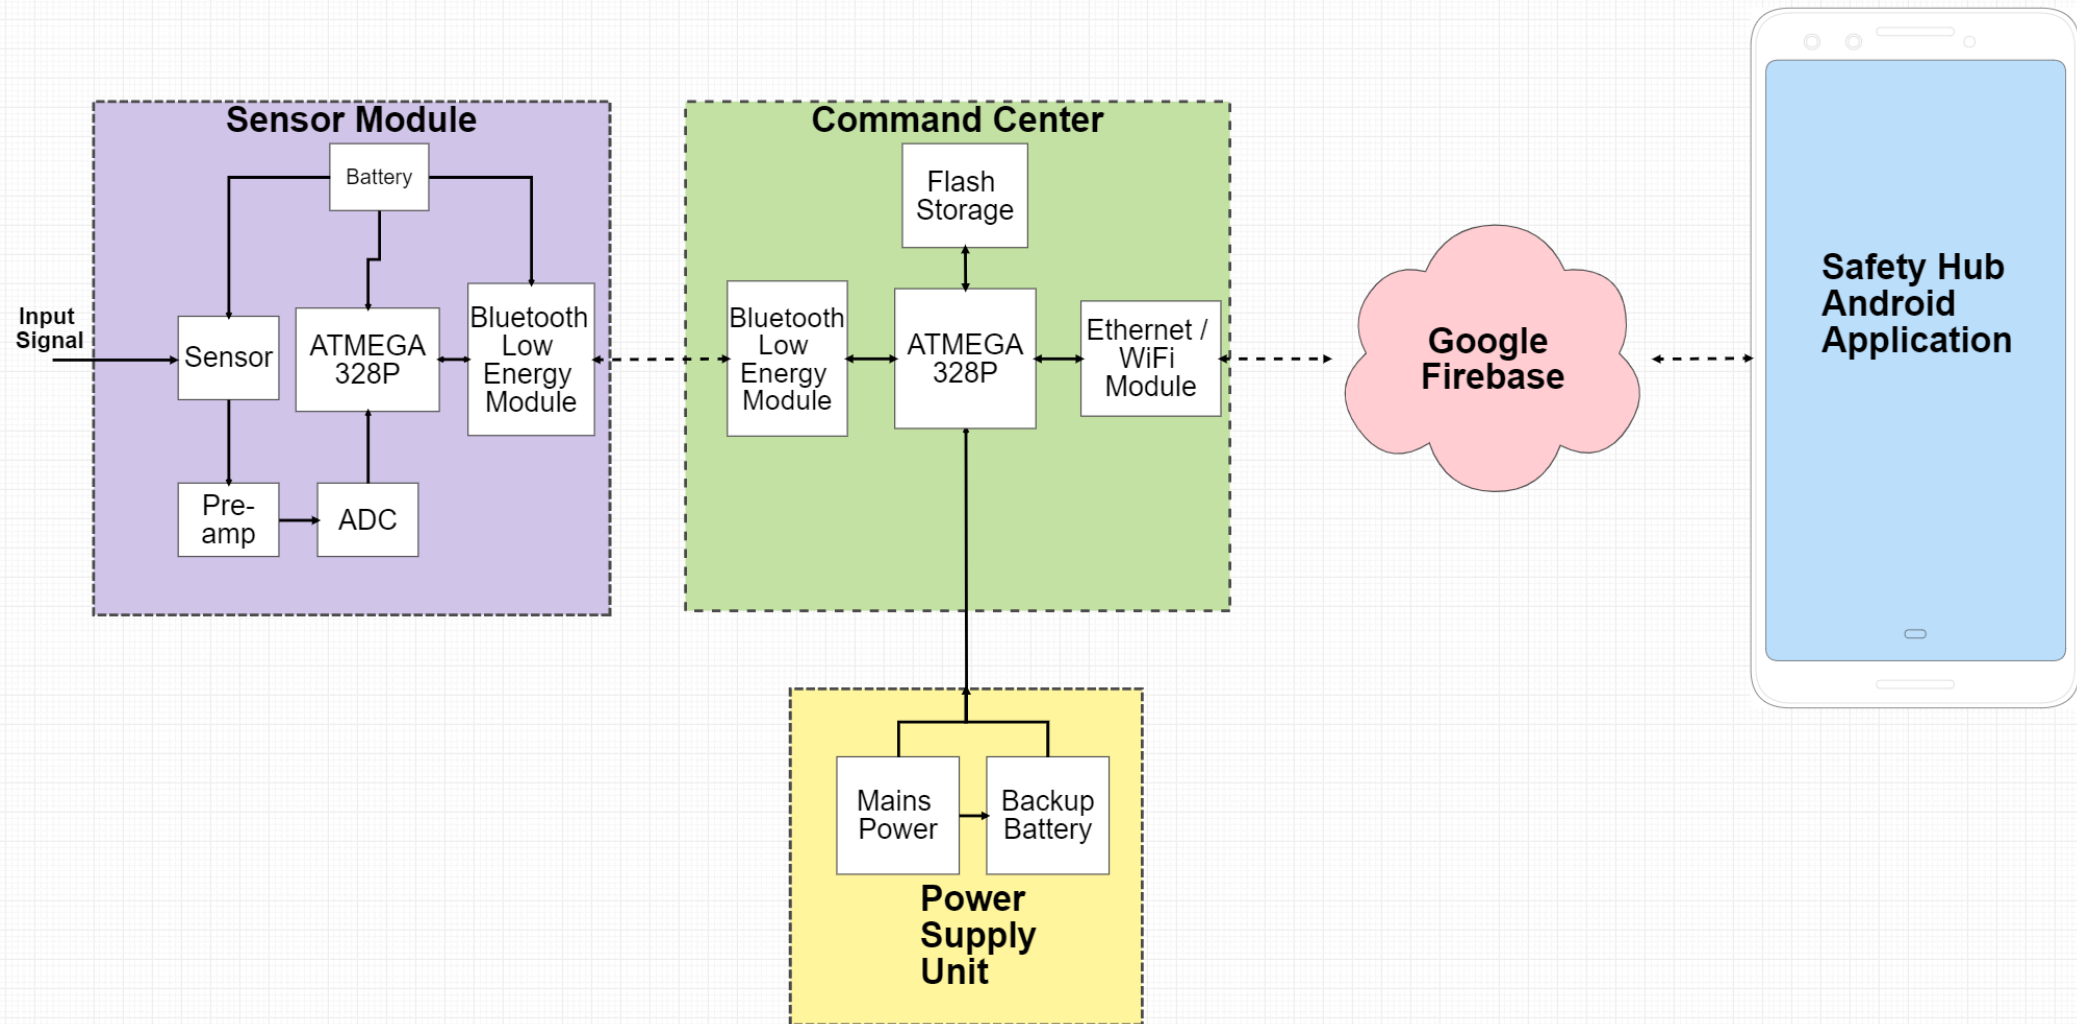 Sensor Module
Battery
Input
Signal
Sensor
ATMEGA
328P
Bluetooth
Low
Energy
Module
Pre-
amp
ADC
Command Center
Flash
Storage
Bluetooth
Low
Energy
Module
ATMEGA
328P
Ethernet /
WiFi
Module
Google
Firebase
Safety Hub
Android
Application
Mains
Power
Backup
Battery
Power
Supply
Unit